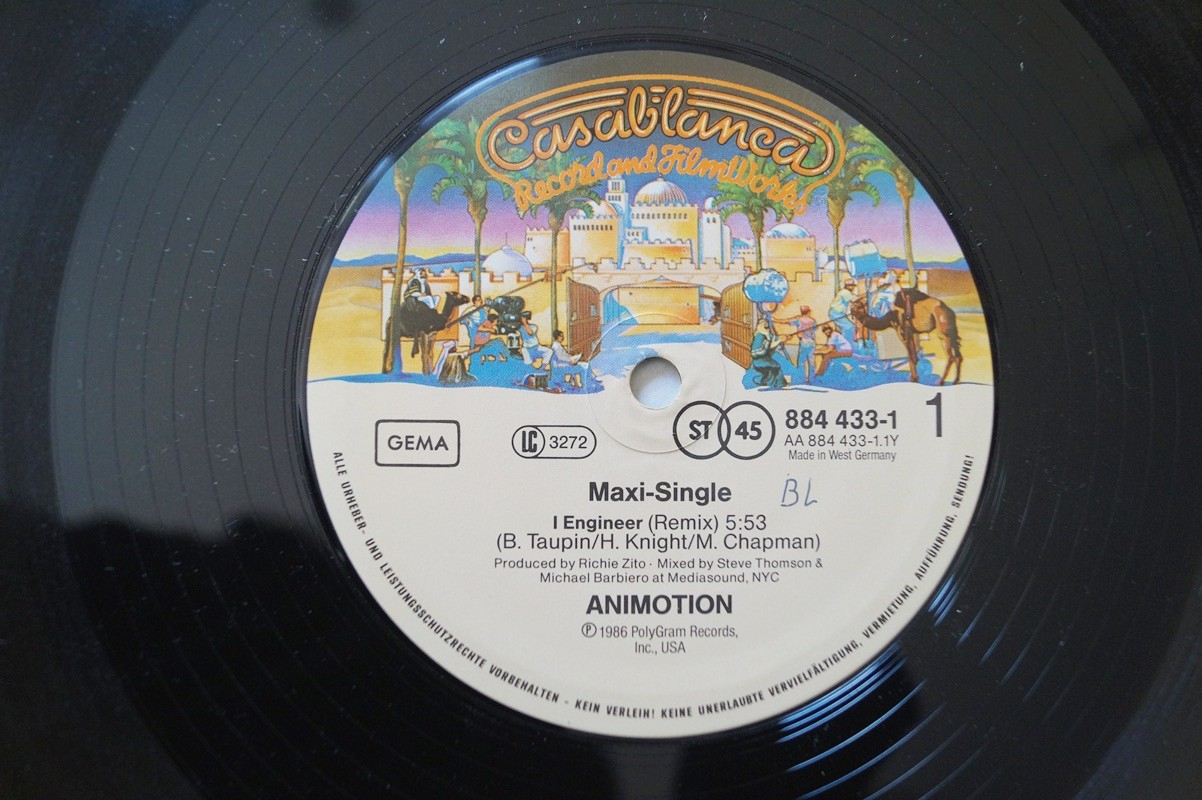 Casablanca
Record and FilmWorks
GEMA
LC 3272
ST 45
884 433-1
AA 884 433-1.1Y
Made in West Germany
1
Maxi-Single
BL
I Engineer (Remix) 5:53
(B. Taupin/H. Knight/M. Chapman)
Produced by Richie Zito · Mixed by Steve Thomson &
Michael Barbiero at Mediasound, NYC
ANIMOTION
℗ 1986 PolyGram Records,
Inc., USA
ALLE URHEBER- UND LEISTUNGSSCHUTZRECHTE VORBEHALTEN - KEIN VERLEIH! KEINE UNERLAUBTE VERVIELFÄLTIGUNG, VERMIETUNG, AUFFÜHRUNG, SENDUNG!